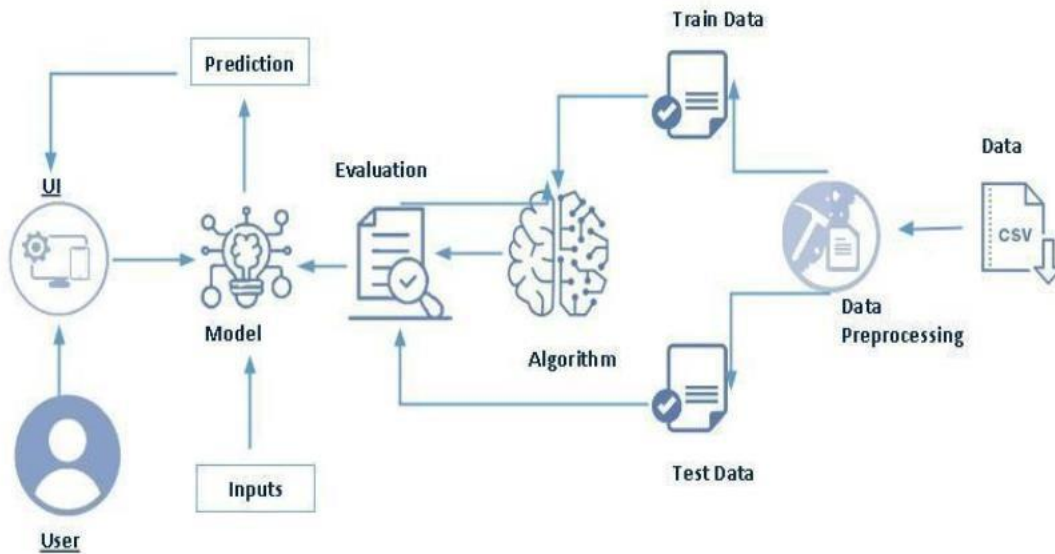 Train Data
Prediction
Data
Evaluation
UI
CSV
Model
Algorithm
Data
Preprocessing
Inputs
Test Data
User